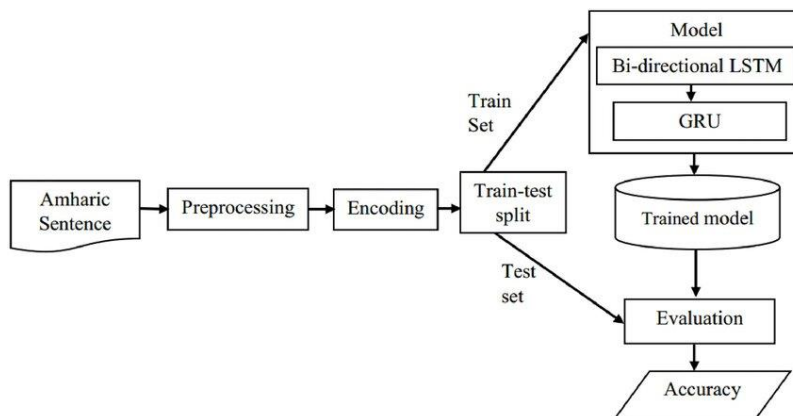 Amharic
Sentence
Preprocessing
Encoding
Train-test
split
Train
Set
Test
set
Model
Bi-directional LSTM
GRU
Trained model
Evaluation
Accuracy